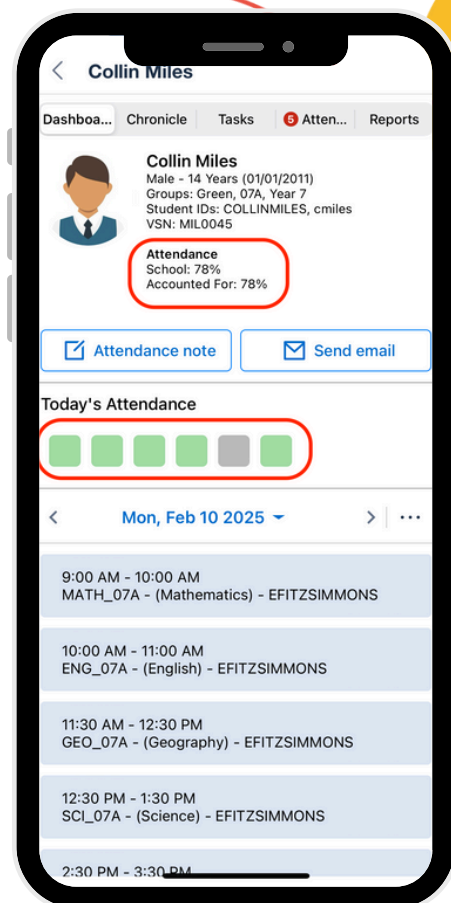 Collin Miles
Dashboa... Chronicle Tasks 5 Atten... Reports
Collin Miles
Male - 14 Years (01/01/2011)
Groups: Green, 07A, Year 7
Student IDs: COLLINMILES, cmiles
VSN: MIL0045
Attendance
School: 78%
Accounted For: 78%
Attendance note Send email
Today's Attendance
Mon, Feb 10 2025
9:00 AM - 10:00 AM
MATH_07A - (Mathematics) - EFITZSIMMONS
10:00 AM - 11:00 AM
ENG_07A - (English) - EFITZSIMMONS
11:30 AM - 12:30 PM
GEO_07A - (Geography) - EFITZSIMMONS
12:30 PM - 1:30 PM
SCI_07A - (Science) - EFITZSIMMONS
2:30 PM - 3:30 PM